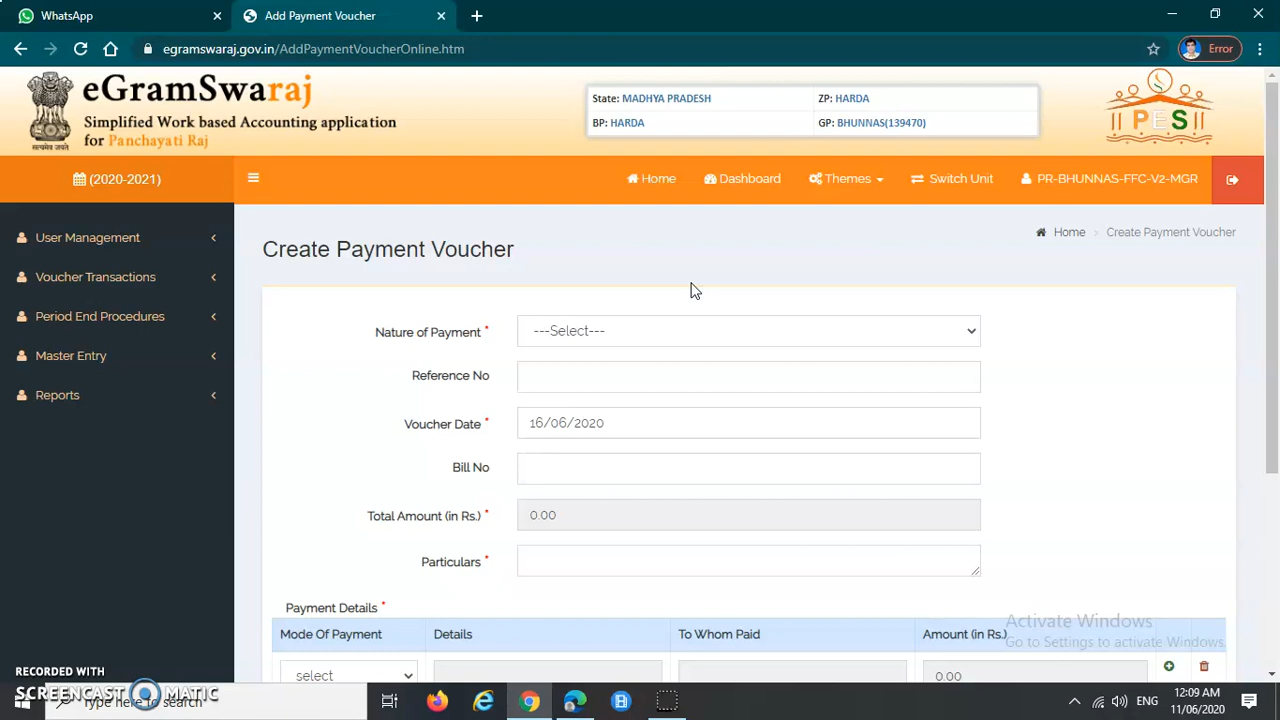 WhatsApp
Add Payment Voucher
egramswaraj.gov.in/AddPaymentVoucherOnline.htm
Error
eGramSwaraj
Simplified Work based Accounting application
for Panchayati Raj
सत्यमेव जयते
State: MADHYA PRADESH ZP: HARDA
BP: HARDA GP: BHUNNAS(139470)
PES
(2020-2021)
Home Dashboard Themes Switch Unit PR-BHUNNAS-FFC-V2-MGR
User Management
Voucher Transactions
Period End Procedures
Master Entry
Reports
Home > Create Payment Voucher
Create Payment Voucher
Nature of Payment * ---Select---
Reference No
Voucher Date * 16/06/2020
Bill No
Total Amount (in Rs.) * 0.00
Particulars *
Payment Details *
Mode Of Payment Details To Whom Paid Amount (in Rs.)
select 0.00
Activate Windows
Go to Settings to activate Windows.
RECORDED WITH
SCREENCAST MATIC
Type here to search
ENG
12:09 AM
11/06/2020